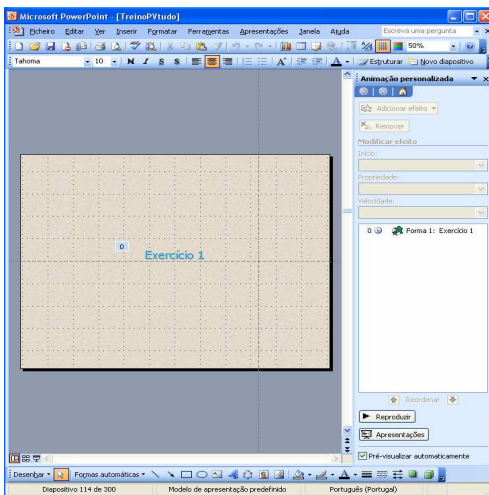 Microsoft PowerPoint - [TreinoPVtudo]
Ficheiro Editar Ver Inserir Formatar Ferramentas Apresentações Janela Ajuda Escreva uma pergunta
50%
Tahoma 10 N I S S A A Estruturar Novo diapositivo
Animação personalizada
Adicionar efeito
Remover
Modificar efeito
Início:
Propriedade:
Velocidade:
0 Forma 1: Exercício 1
0
Exercício 1
Reordenar
Reproduzir
Apresentações
Pré-visualizar automaticamente
Desenhar Formas automáticas A
Diapositivo 114 de 300 Modelo de apresentação predefinido Português (Portugal)